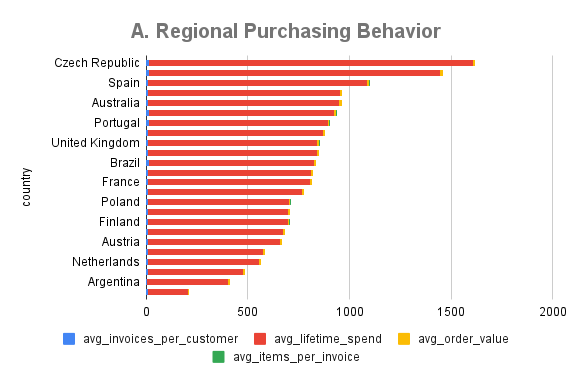 A. Regional Purchasing Behavior
Czech Republic
Spain
Australia
Portugal
United Kingdom
Brazil
France
Poland
Finland
Austria
Netherlands
Argentina
country
0 500 1000 1500 2000
avg_invoices_per_customer avg_lifetime_spend avg_order_value
avg_items_per_invoice